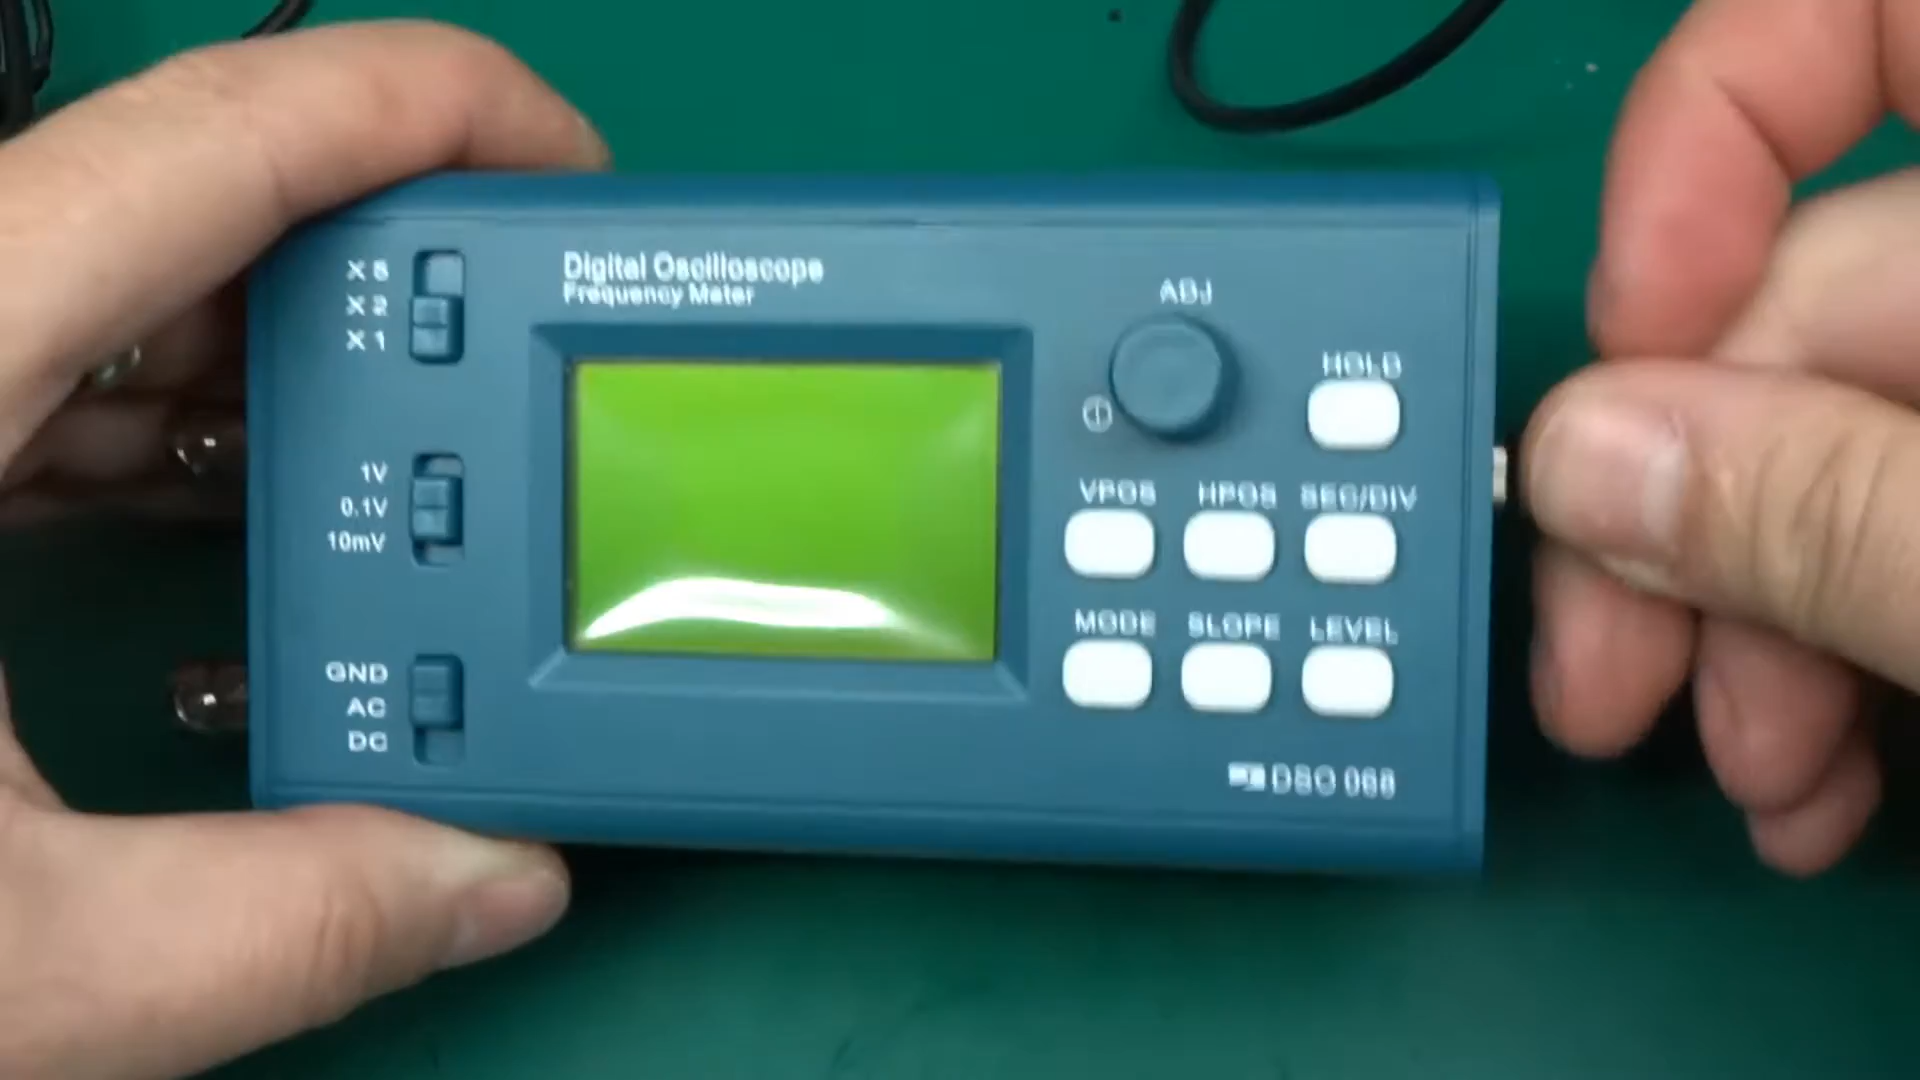 X 5
X 2
X 1
Digital Oscilloscope
Frequency Meter
ADJ
HOLD
1V
0.1V
10mV
VPOS HPOS SEC/DIV
MODE SLOPE LEVEL
GND
AC
DC
DSO 068